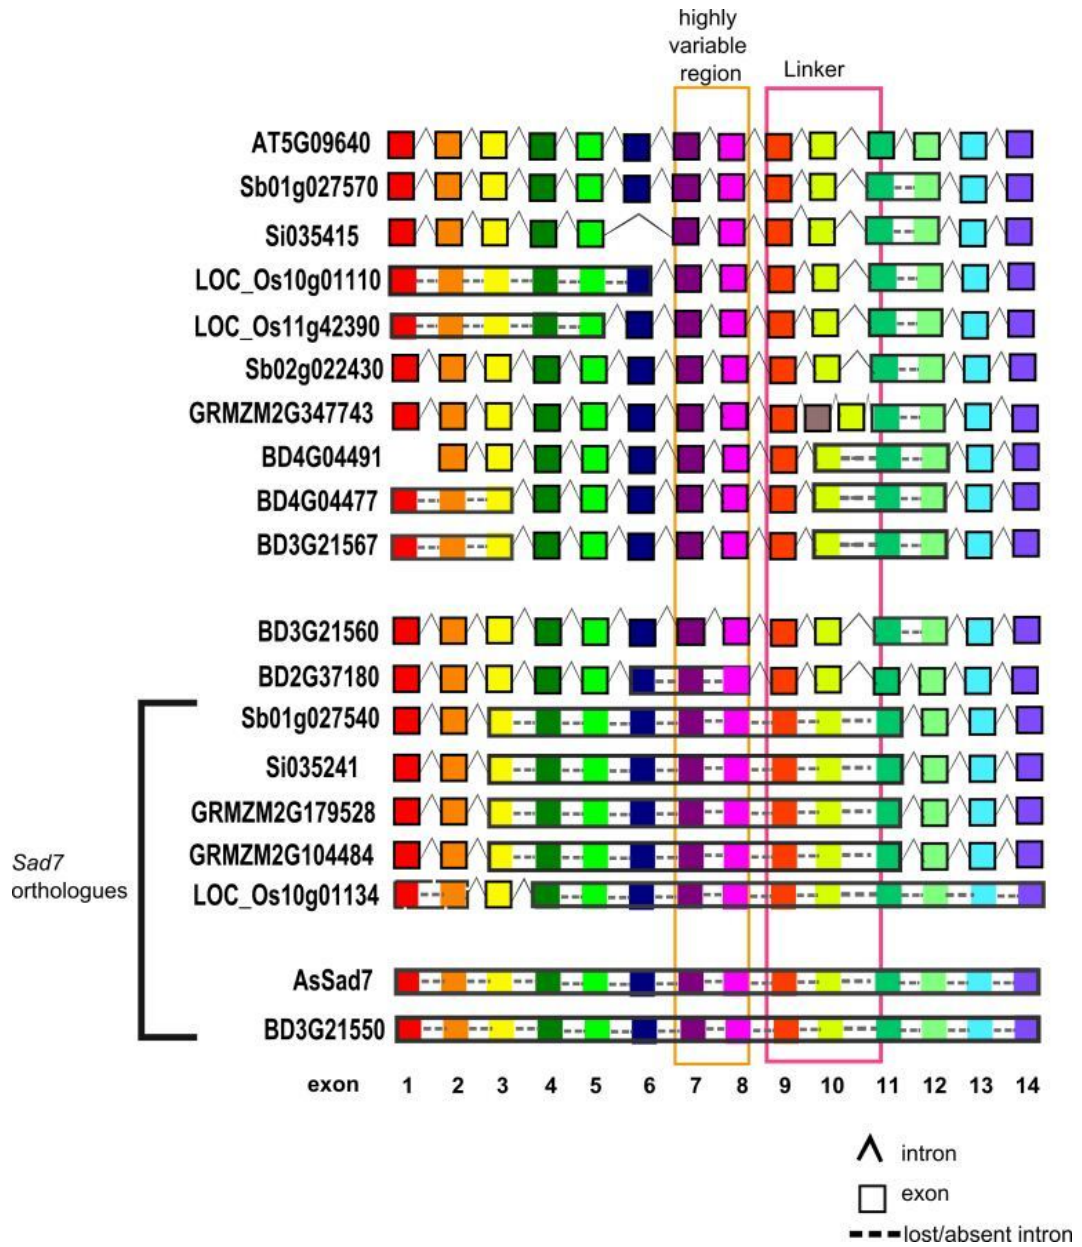 highly
variable
region
Linker
AT5G09640
Sb01g027570
Si035415
LOC_Os10g01110
LOC_Os11g42390
Sb02g022430
GRMZM2G347743
BD4G04491
BD4G04477
BD3G21567
BD3G21560
BD2G37180
Sb01g027540
Si035241
GRMZM2G179528
GRMZM2G104484
LOC_Os10g01134
Sad7
orthologues
AsSad7
BD3G21550
exon 1 2 3 4 5 6 7 8 9 10 11 12 13 14
intron
exon
lost/absent intron